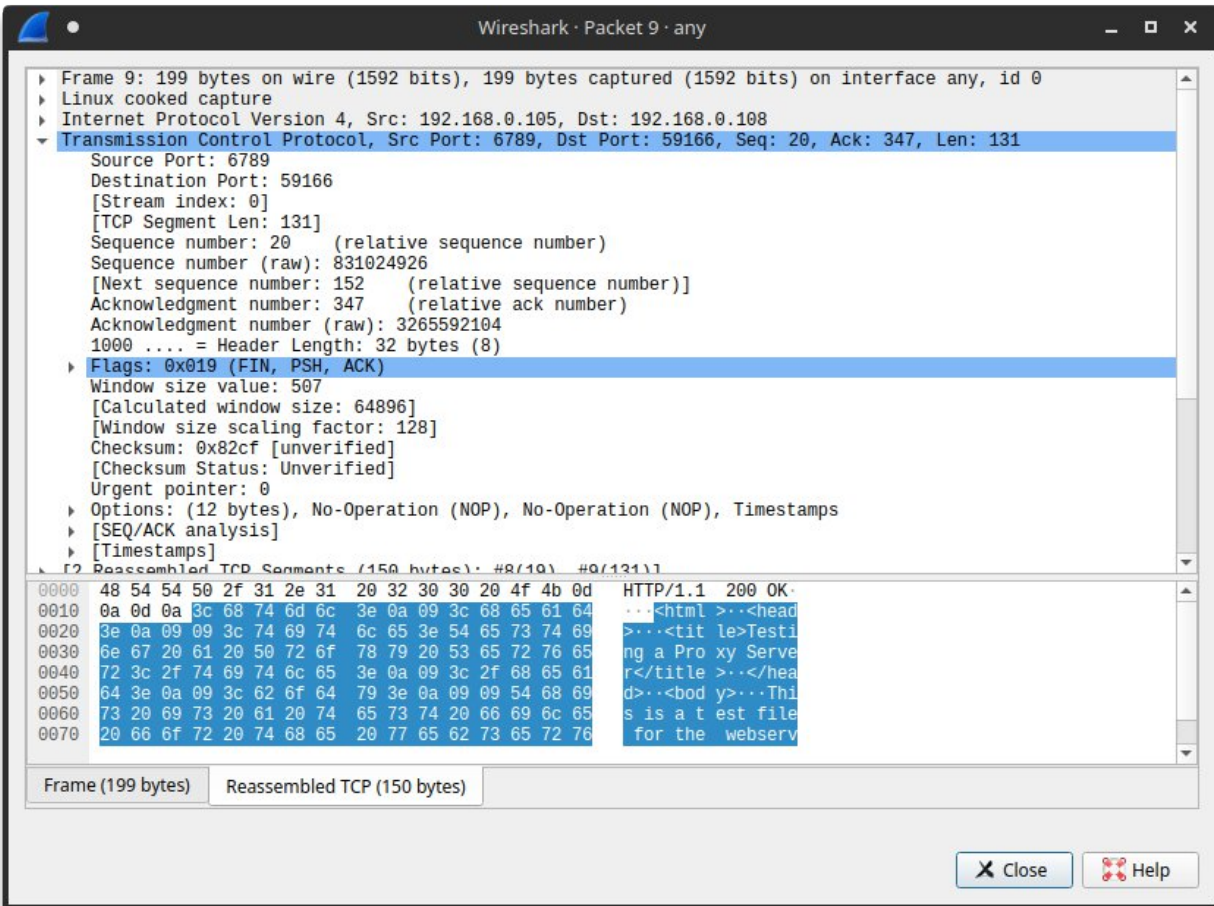 Wireshark · Packet 9 · any
Frame 9: 199 bytes on wire (1592 bits), 199 bytes captured (1592 bits) on interface any, id 0
Linux cooked capture
Internet Protocol Version 4, Src: 192.168.0.105, Dst: 192.168.0.108
Transmission Control Protocol, Src Port: 6789, Dst Port: 59166, Seq: 20, Ack: 347, Len: 131
Source Port: 6789
Destination Port: 59166
[Stream index: 0]
[TCP Segment Len: 131]
Sequence number: 20    (relative sequence number)
Sequence number (raw): 831024926
[Next sequence number: 152    (relative sequence number)]
Acknowledgment number: 347    (relative ack number)
Acknowledgment number (raw): 3265592104
1000 .... = Header Length: 32 bytes (8)
Flags: 0x019 (FIN, PSH, ACK)
Window size value: 507
[Calculated window size: 64896]
[Window size scaling factor: 128]
Checksum: 0x82cf [unverified]
[Checksum Status: Unverified]
Urgent pointer: 0
Options: (12 bytes), No-Operation (NOP), No-Operation (NOP), Timestamps
[SEQ/ACK analysis]
[Timestamps]
[2 Reassembled TCP Segments (150 bytes): #8(19), #9(131)]
0000 48 54 54 50 2f 31 2e 31 20 32 30 30 20 4f 4b 0d HTTP/1.1 200 OK·
0010 0a 0d 0a 3c 68 74 6d 6c 3e 0a 09 3c 68 65 61 64 ···<html >··<head
0020 3e 0a 09 09 3c 74 69 74 6c 65 3e 54 65 73 74 69 >···<tit le>Testi
0030 6e 67 20 61 20 50 72 6f 78 79 20 53 65 72 76 65 ng a Pro xy Serve
0040 72 3c 2f 74 69 74 6c 65 3e 0a 09 3c 2f 68 65 61 r</title >··</hea
0050 64 3e 0a 09 3c 62 6f 64 79 3e 0a 09 09 54 68 69 d>··<bod y>···Thi
0060 73 20 69 73 20 61 20 74 65 73 74 20 66 69 6c 65 s is a t est file
0070 20 66 6f 72 20 74 68 65 20 77 65 62 73 65 72 76 for the webserv
Frame (199 bytes) Reassembled TCP (150 bytes)
Close Help